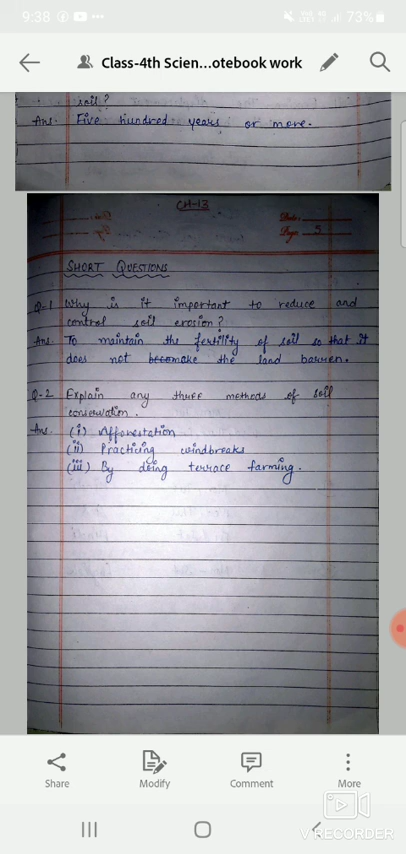 9:38
73%
Class-4th Scien...otebook work
soil?
Ans. Five hundred years or more.
CH-13
Date:
Page: 5
SHORT QUESTIONS
Q-1 Why is it important to reduce and
control soil erosion?
Ans. To maintain the fertility of soil so that it
does not make the land barren.
Q-2 Explain any three methods of soil
conservation.
Ans (i) Afforestation
(ii) Practicing windbreaks
(iii) By doing terrace farming.
Share
Modify
Comment
More
V RECORDER